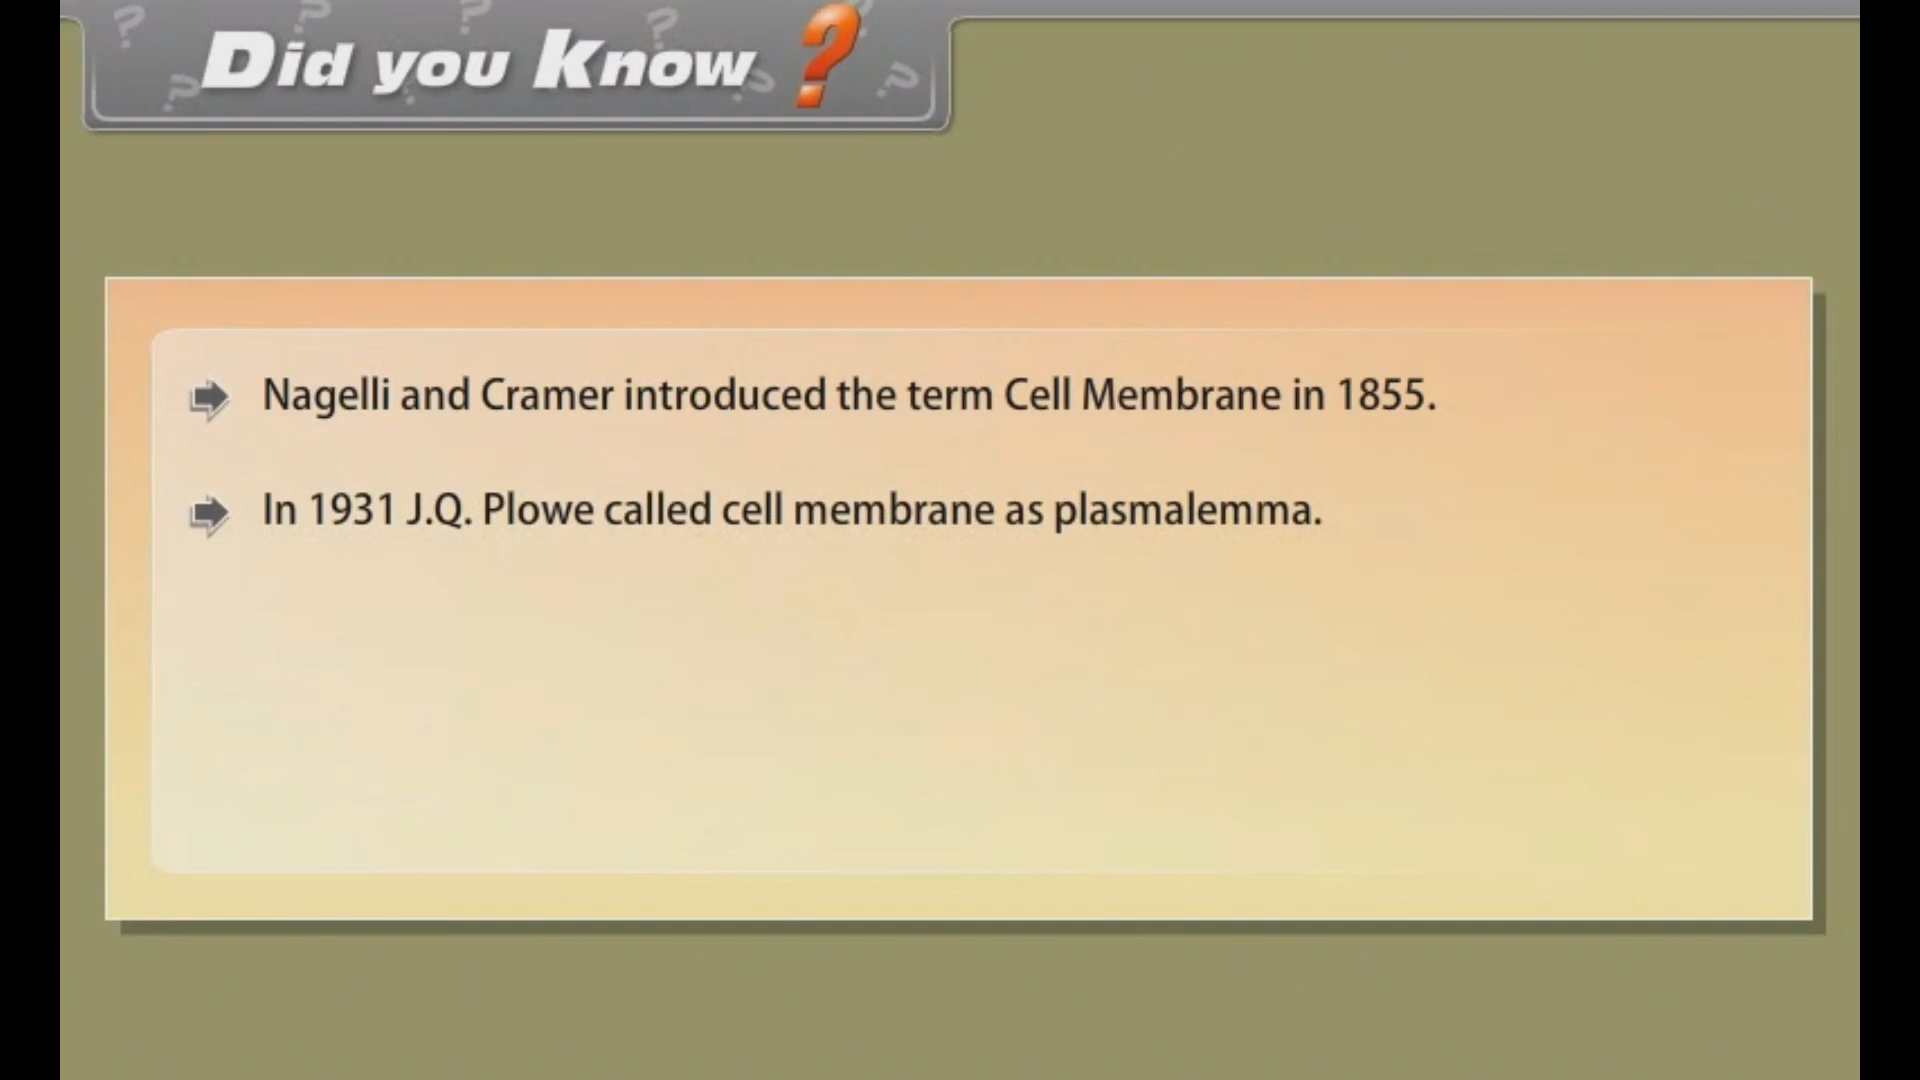 Did you Know ?
Nagelli and Cramer introduced the term Cell Membrane in 1855.
In 1931 J.Q. Plowe called cell membrane as plasmalemma.